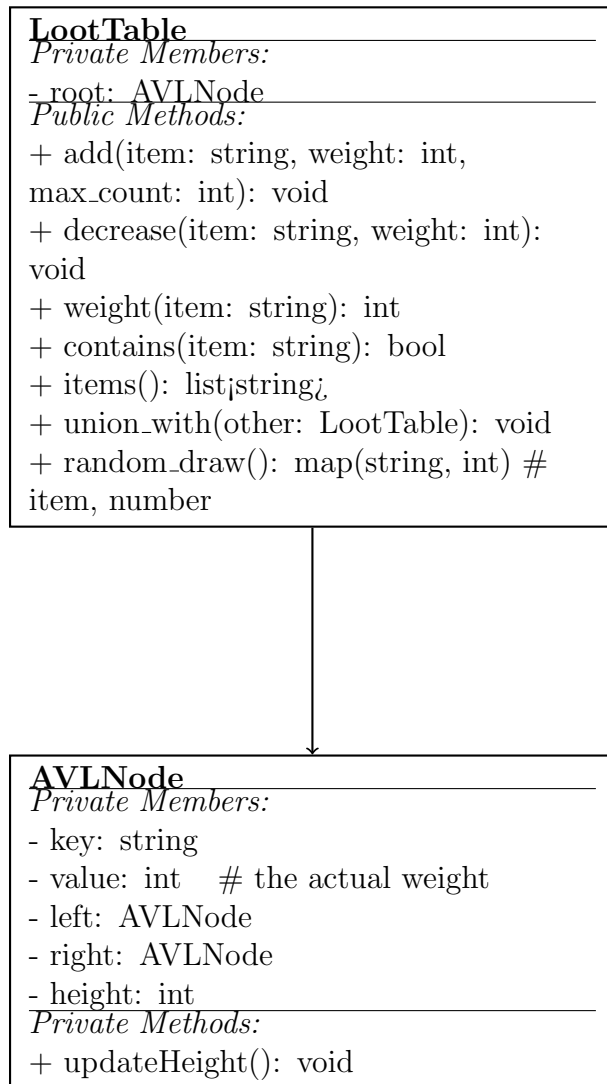 LootTable
Private Members:
- root: AVLNode
Public Methods:
+ add(item: string, weight: int,
max_count: int): void
+ decrease(item: string, weight: int):
void
+ weight(item: string): int
+ contains(item: string): bool
+ items(): list¡string¿
+ union_with(other: LootTable): void
+ random_draw(): map(string, int) #
item, number
AVLNode
Private Members:
- key: string
- value: int # the actual weight
- left: AVLNode
- right: AVLNode
- height: int
Private Methods:
+ updateHeight(): void